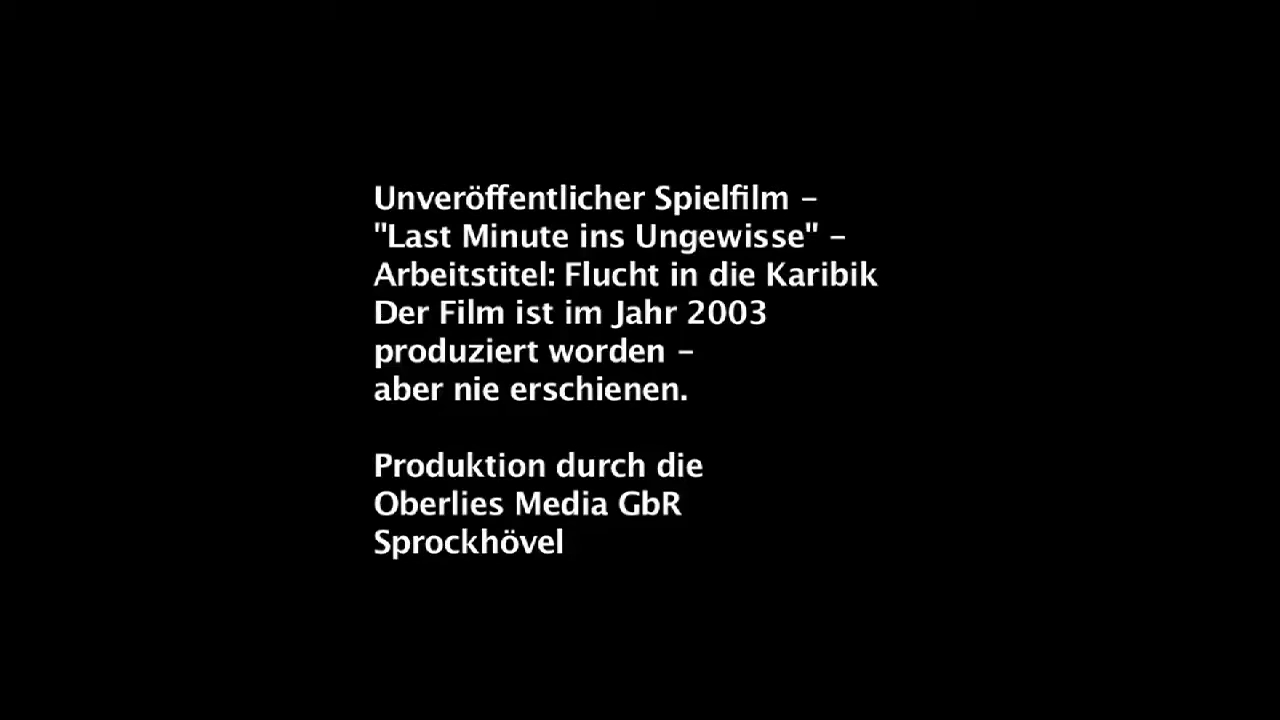 Unveröffentlicher Spielfilm –
"Last Minute ins Ungewisse" –
Arbeitstitel: Flucht in die Karibik
Der Film ist im Jahr 2003
produziert worden –
aber nie erschienen.

Produktion durch die
Oberlies Media GbR
Sprockhövel